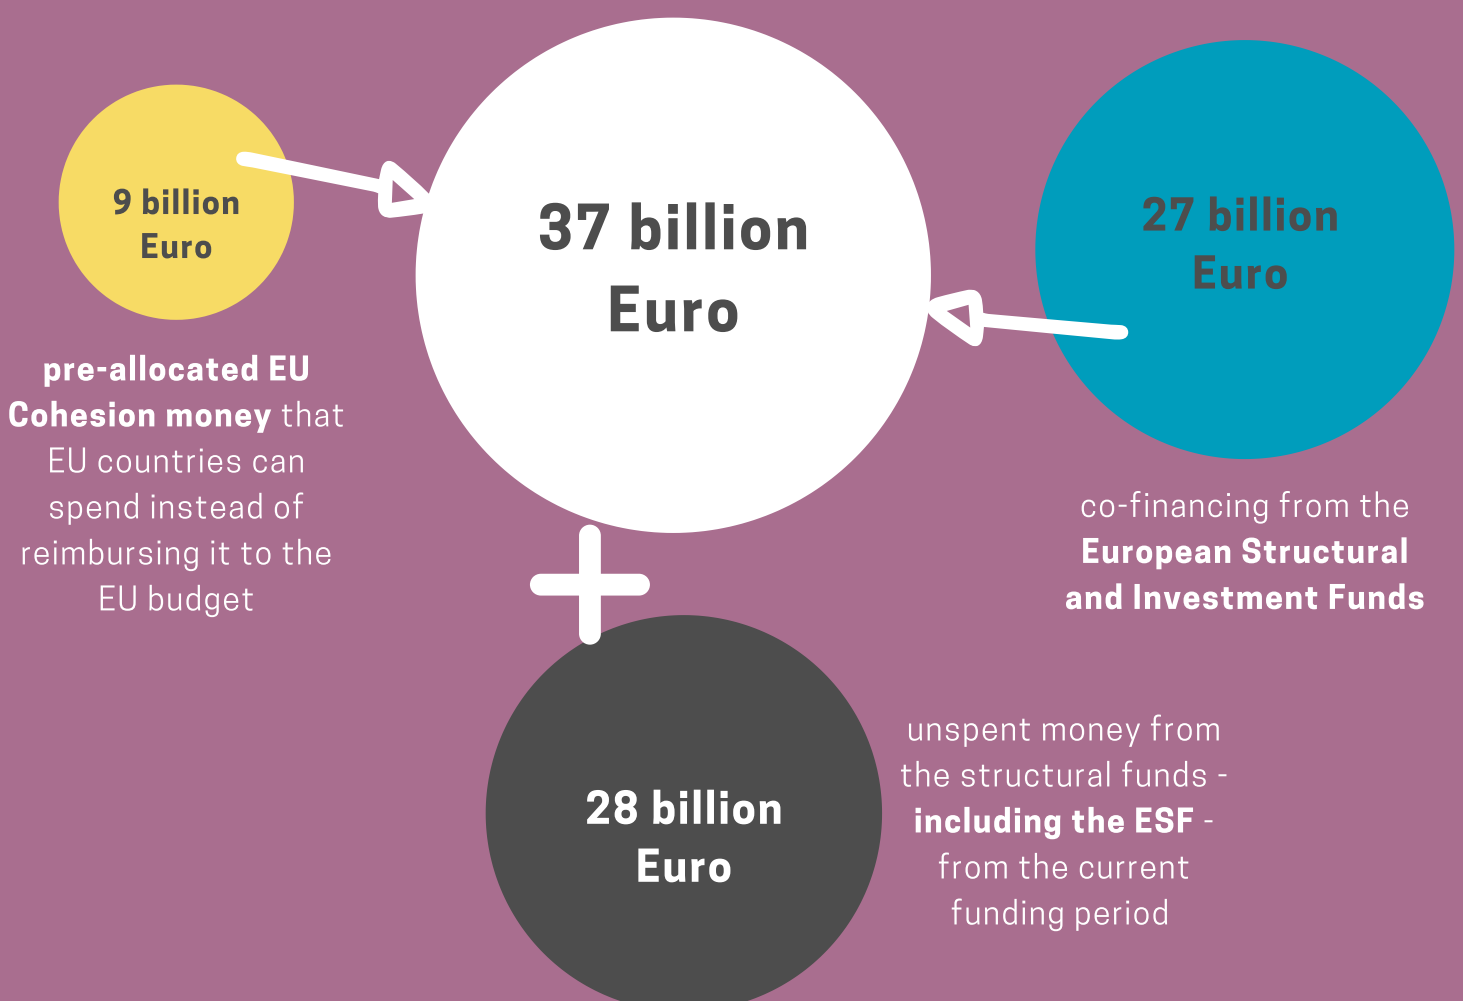 9 billion
Euro
pre-allocated EU
Cohesion money that
EU countries can
spend instead of
reimbursing it to the
EU budget
37 billion
Euro
27 billion
Euro
co-financing from the
European Structural
and Investment Funds
28 billion
Euro
unspent money from
the structural funds -
including the ESF -
from the current
funding period